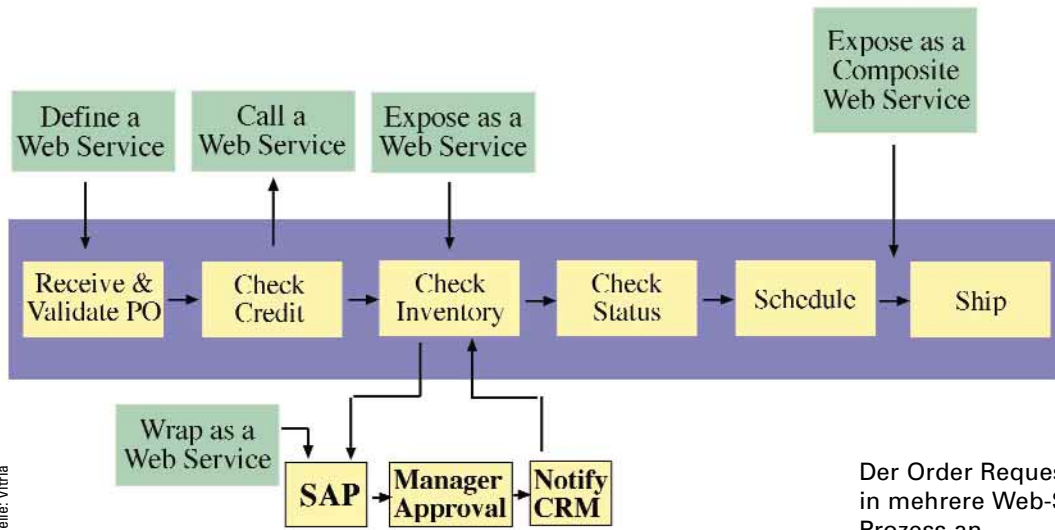 Expose as a
Composite
Web Service
Define a
Web Service
Call a
Web Service
Expose as a
Web Service
Receive &
Validate PO
Check
Credit
Check
Inventory
Check
Status
Schedule
Ship
Wrap as a
Web Service
SAP
Manager
Approval
Notify
CRM
Vitria
Der Order Reques
in mehrere Web-S
Prozess an